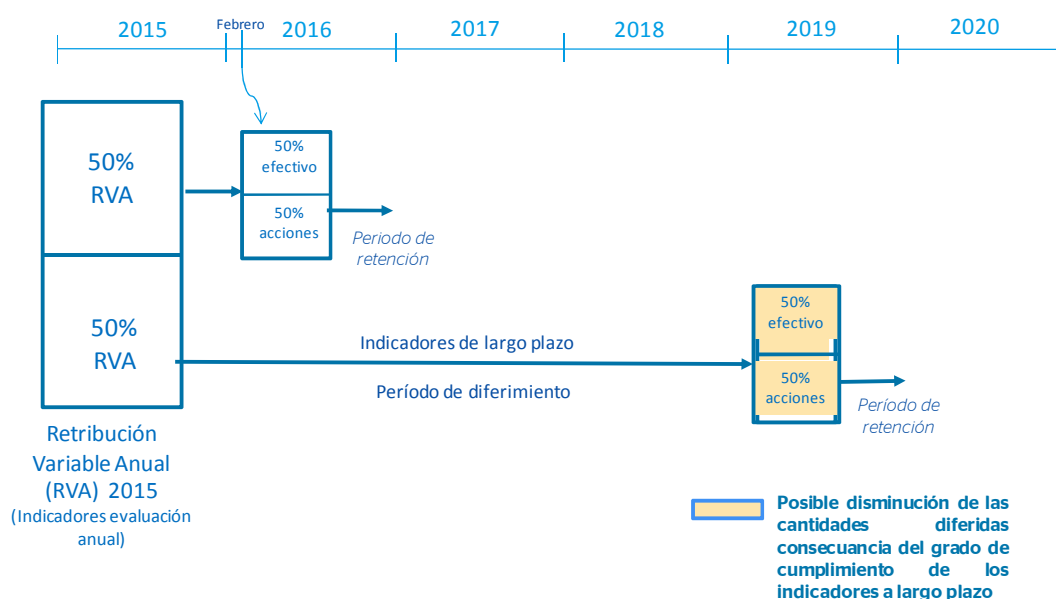 2015
Febrero
2016
2017
2018
2019
2020
50%
RVA
50%
efectivo
50%
acciones
Periodo de
retención
50%
RVA
Indicadores de largo plazo
Período de diferimiento
50%
efectivo
50%
acciones
Período de
retención
Retribución
Variable Anual
(RVA) 2015
(Indicadores evaluación
anual)
Posible disminución de las
cantidades diferidas
consecuancia del grado de
cumplimiento de los
indicadores a largo plazo